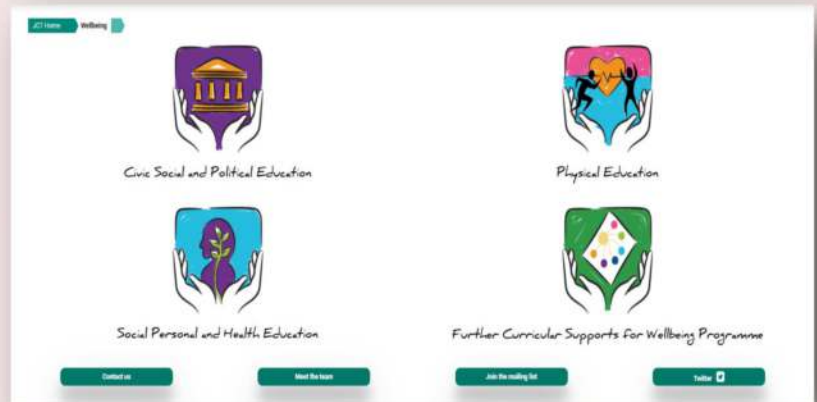 JCT Home Wellbeing
Civic Social and Political Education
Physical Education
Social Personal and Health Education
Further Curricular Supports for Wellbeing Programme
Contact us
Meet the team
Join the mailing list
Twitter